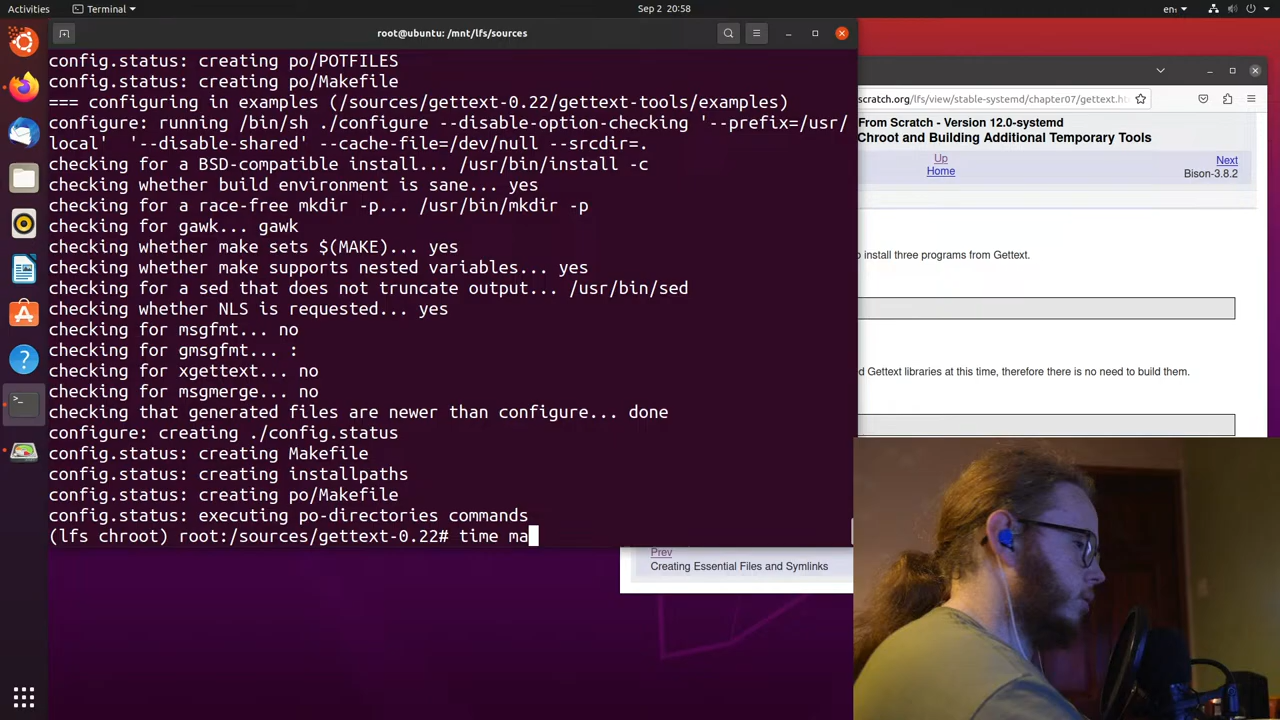 Activities
Terminal
Sep 2 20:58
en
root@ubuntu: /mnt/lfs/sources
config.status: creating po/POTFILES
config.status: creating po/Makefile
=== configuring in examples (/sources/gettext-0.22/gettext-tools/examples)
configure: running /bin/sh ./configure --disable-option-checking '--prefix=/usr/
local'  '--disable-shared' --cache-file=/dev/null --srcdir=.
checking for a BSD-compatible install... /usr/bin/install -c
checking whether build environment is sane... yes
checking for a race-free mkdir -p... /usr/bin/mkdir -p
checking for gawk... gawk
checking whether make sets $(MAKE)... yes
checking whether make supports nested variables... yes
checking for a sed that does not truncate output... /usr/bin/sed
checking whether NLS is requested... yes
checking for msgfmt... no
checking for gmsgfmt... :
checking for xgettext... no
checking for msgmerge... no
checking that generated files are newer than configure... done
configure: creating ./config.status
config.status: creating Makefile
config.status: creating installpaths
config.status: creating po/Makefile
config.status: executing po-directories commands
(lfs chroot) root:/sources/gettext-0.22# time ma
scratch.org/lfs/view/stable-systemd/chapter07/gettext.h
From Scratch - Version 12.0-systemd
Chroot and Building Additional Temporary Tools
Up
Home
Next
Bison-3.8.2
o install three programs from Gettext.
d Gettext libraries at this time, therefore there is no need to build them.
Prev
Creating Essential Files and Symlinks